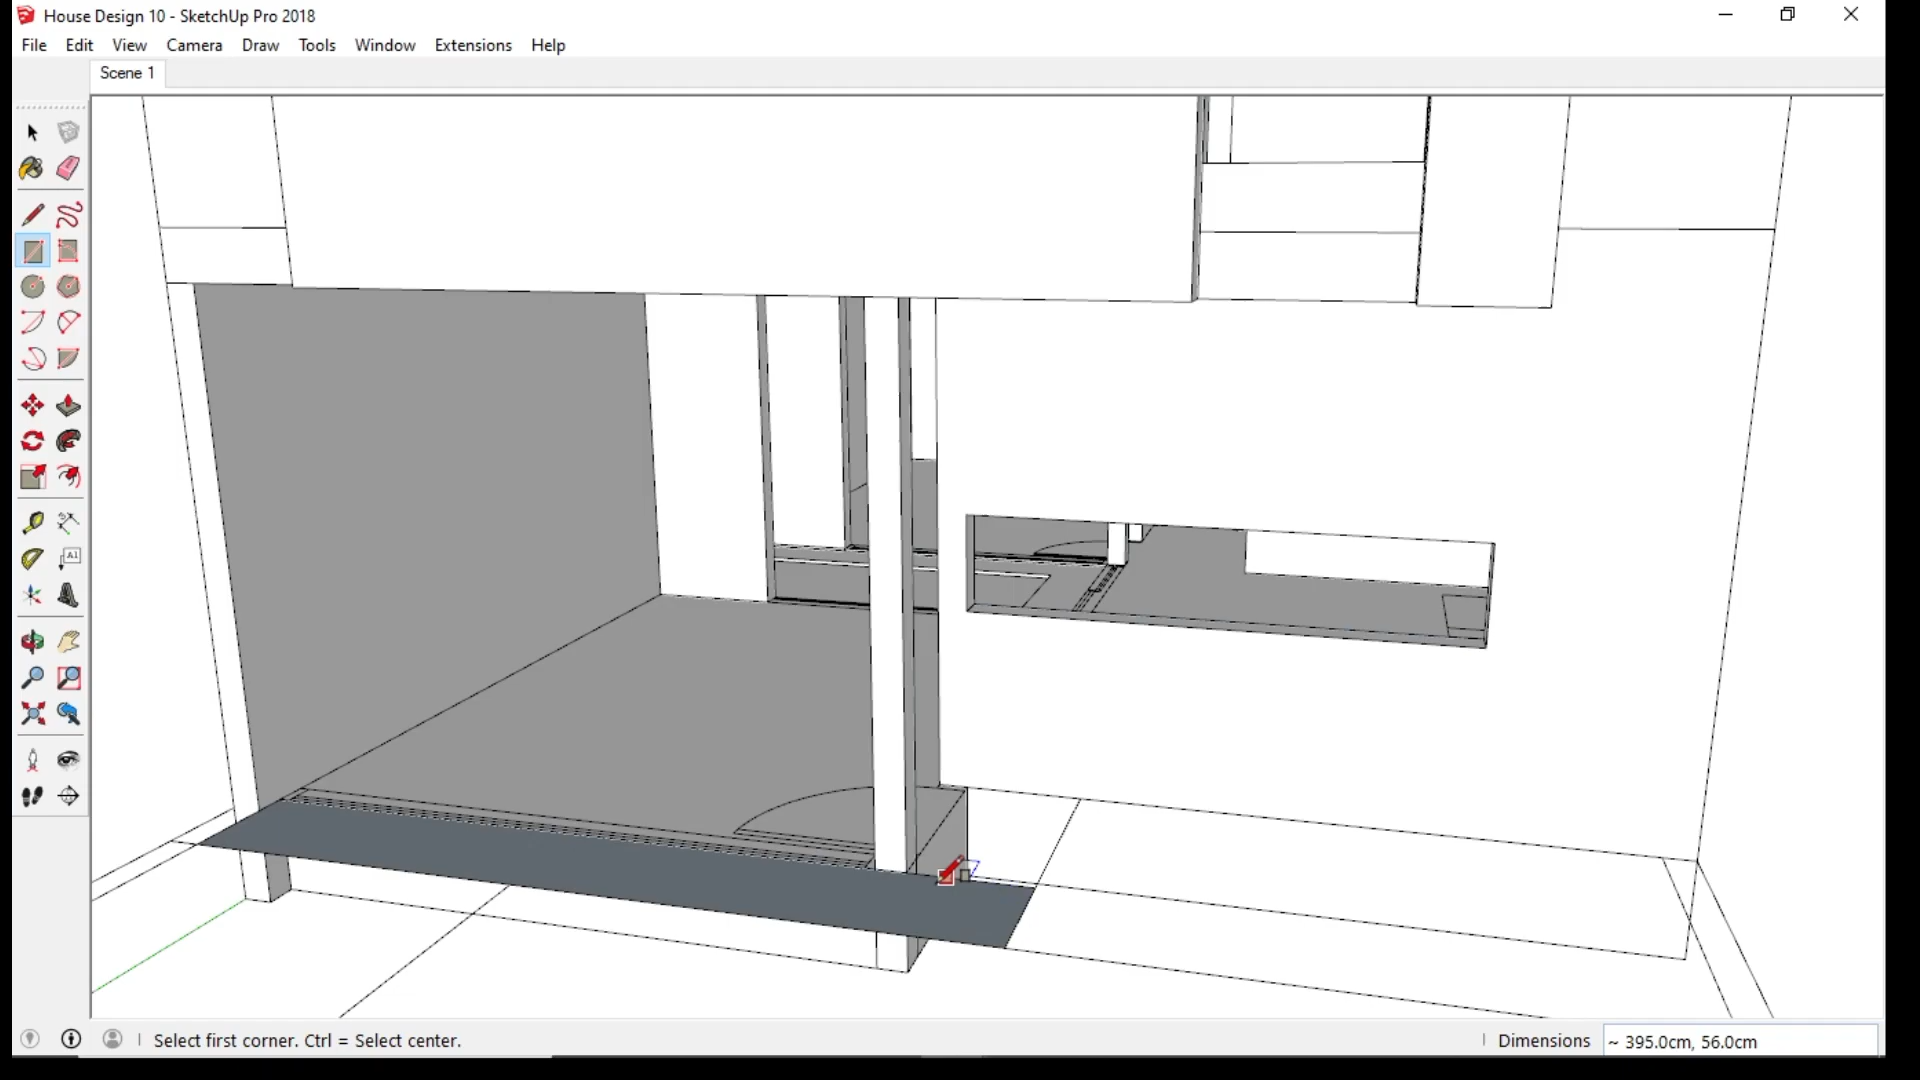 House Design 10 - SketchUp Pro 2018
File Edit View Camera Draw Tools Window Extensions Help
Scene 1
A1
Select first corner. Ctrl = Select center.
Dimensions ~ 395.0cm, 56.0cm